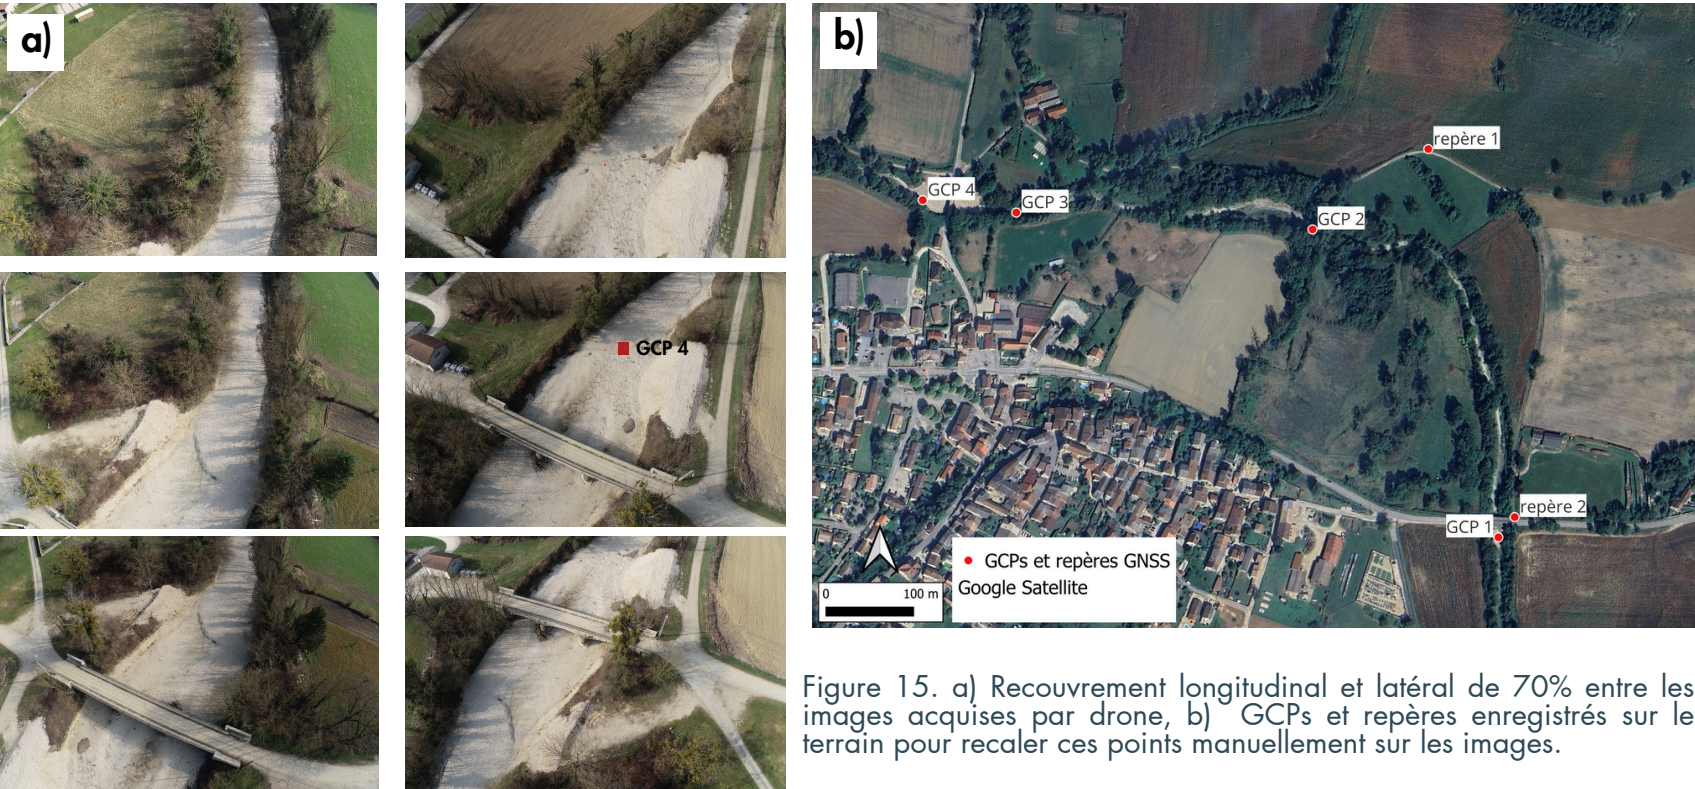 a)
GCP 4
b)
repère 1
GCP 4
GCP 3
GCP 2
repère 2
GCP 1
GCPs et repères GNSS
Google Satellite
0 100 m
Figure 15. a) Recouvrement longitudinal et latéral de 70% entre les
images acquises par drone, b) GCPs et repères enregistrés sur le
terrain pour recaler ces points manuellement sur les images.